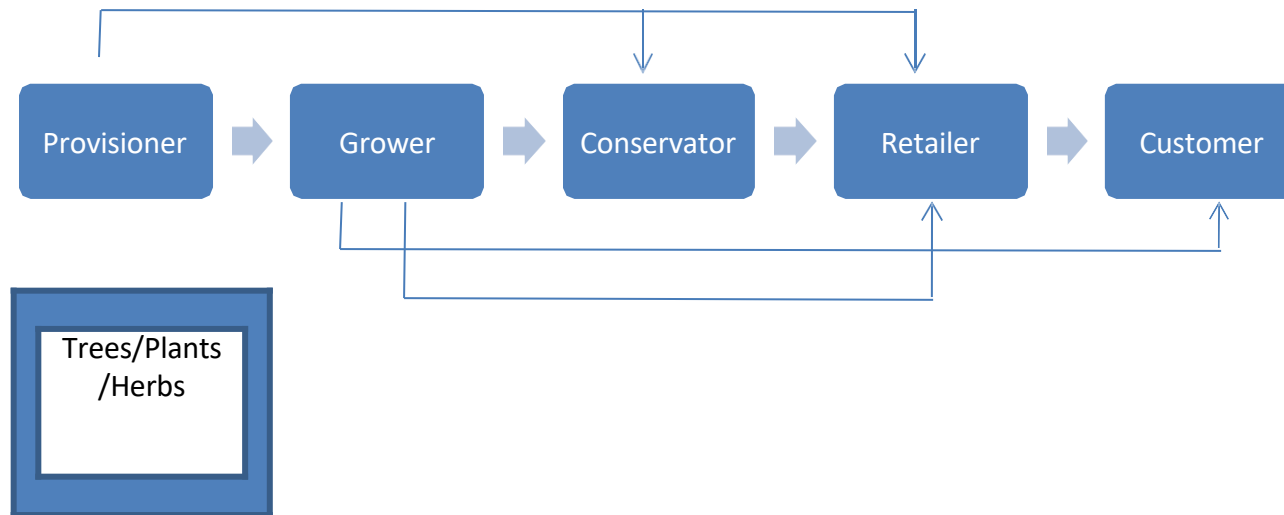 Provisioner
Grower
Conservator
Retailer
Customer
Trees/Plants
/Herbs